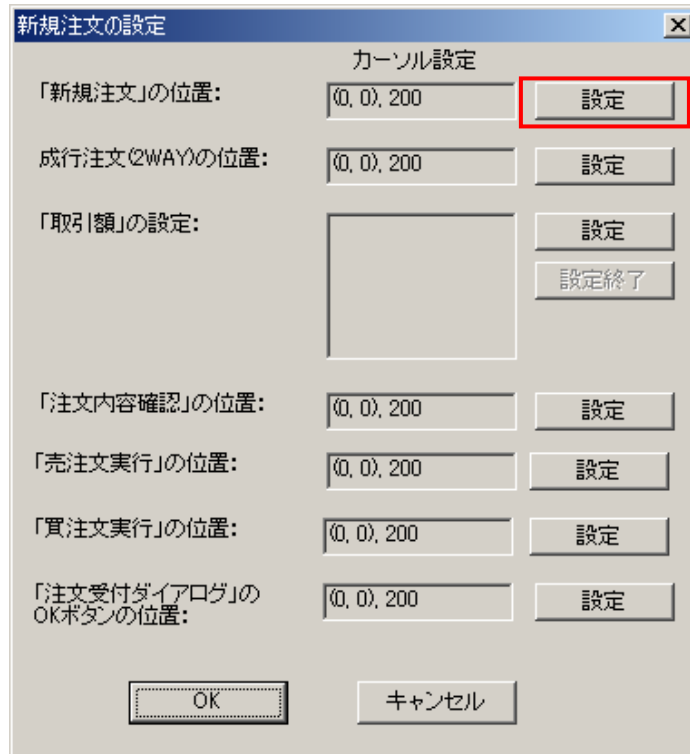 新規注文の設定
カーソル設定
「新規注文」の位置: (0, 0), 200 設定
成行注文(2WAY)の位置: (0, 0), 200 設定
「取引額」の設定: 設定
設定終了
「注文内容確認」の位置: (0, 0), 200 設定
「売注文実行」の位置: (0, 0), 200 設定
「買注文実行」の位置: (0, 0), 200 設定
「注文受付ダイアログ」の
OKボタンの位置: (0, 0), 200 設定
OK キャンセル